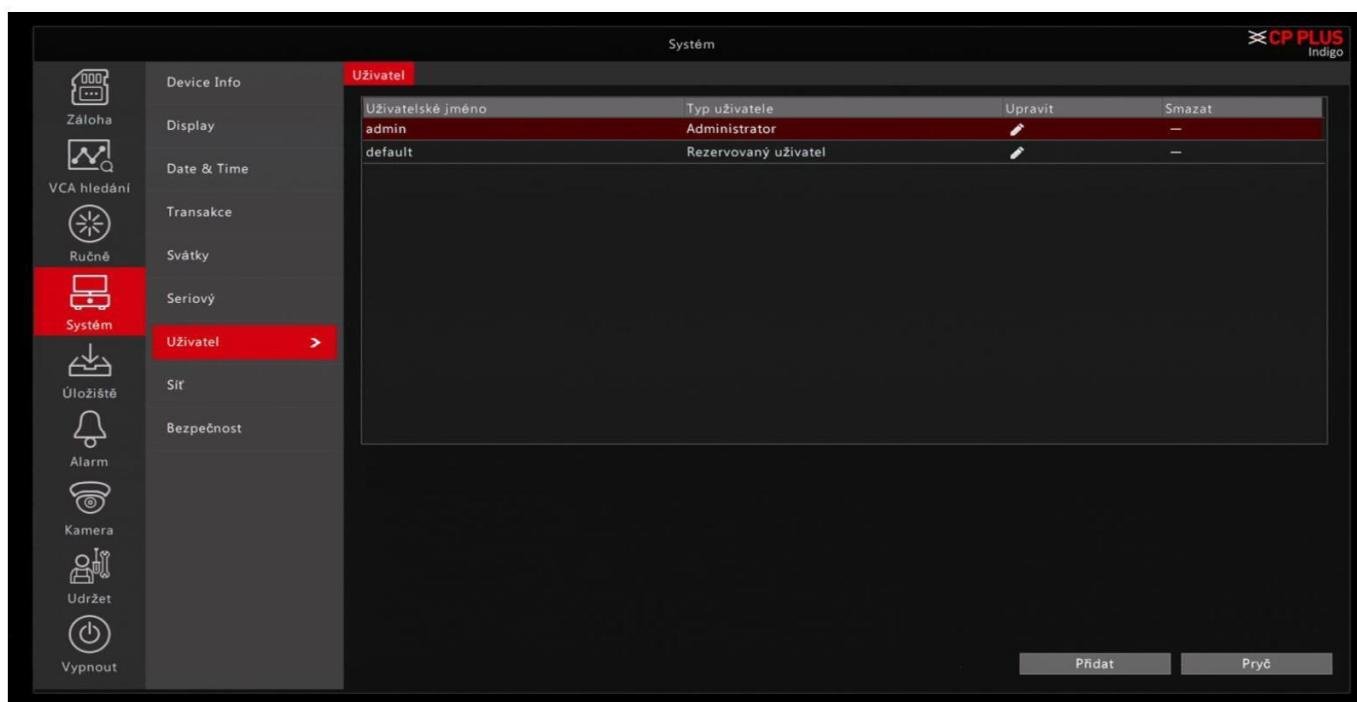 Systém
CP PLUS
Indigo
Záloha
VCA hledání
Ručně
Systém
Úložiště
Alarm
Kamera
Udržet
Vypnout
Device Info
Display
Date & Time
Transakce
Svátky
Seriový
Uživatel
Síť
Bezpečnost
Uživatel
Uživatelské jméno Typ uživatele Upravit Smazat
admin Administrator
default Rezervovaný uživatel
Přidat Pryč